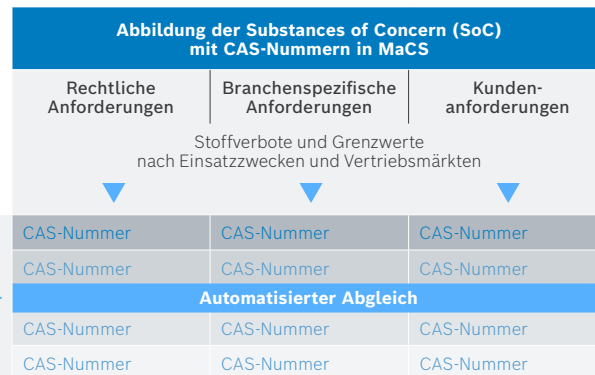 Abbildung der Substances of Concern (SoC)
mit CAS-Nummern in MaCS
Rechtliche Anforderungen
Branchenspezifische Anforderungen
Kunden-
anforderungen
Stoffverbote und Grenzwerte
nach Einsatzzwecken und Vertriebsmärkten
CAS-Nummer CAS-Nummer CAS-Nummer
CAS-Nummer CAS-Nummer CAS-Nummer
Automatisierter Abgleich
CAS-Nummer CAS-Nummer CAS-Nummer
CAS-Nummer CAS-Nummer CAS-Nummer